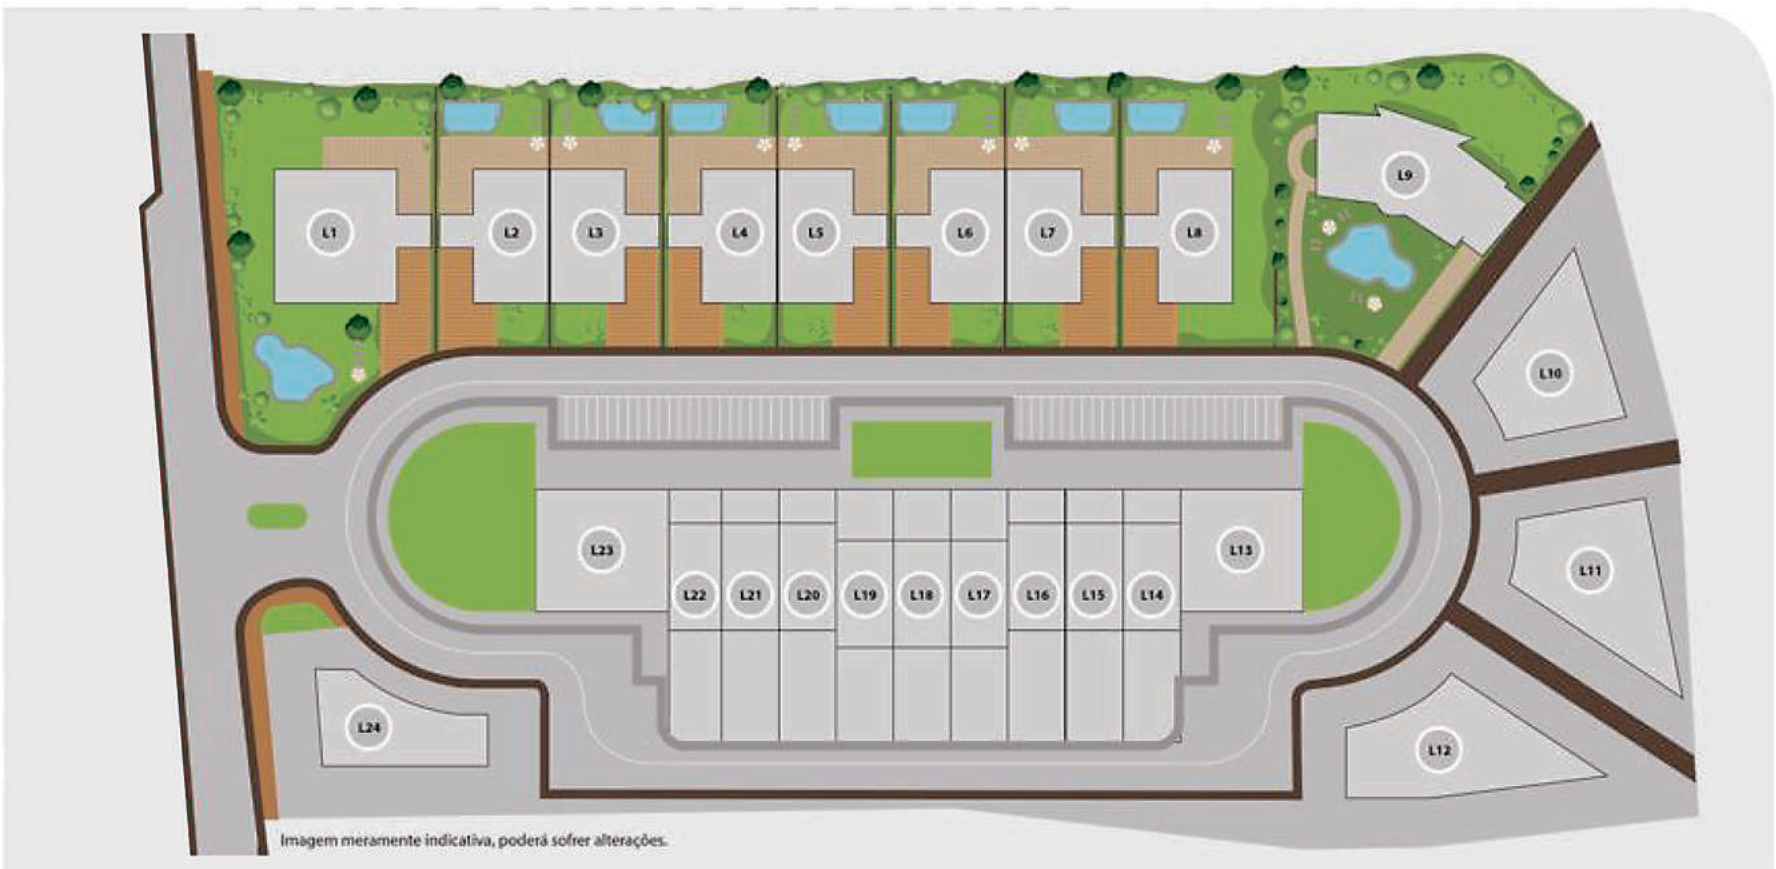 L1
L2
L3
L4
L5
L6
L7
L8
L9
L10
L23
L13
L11
L22
L21
L20
L19
L18
L17
L16
L15
L14
L24
L12
Imagem meramente indicativa, poderá sofrer alterações.